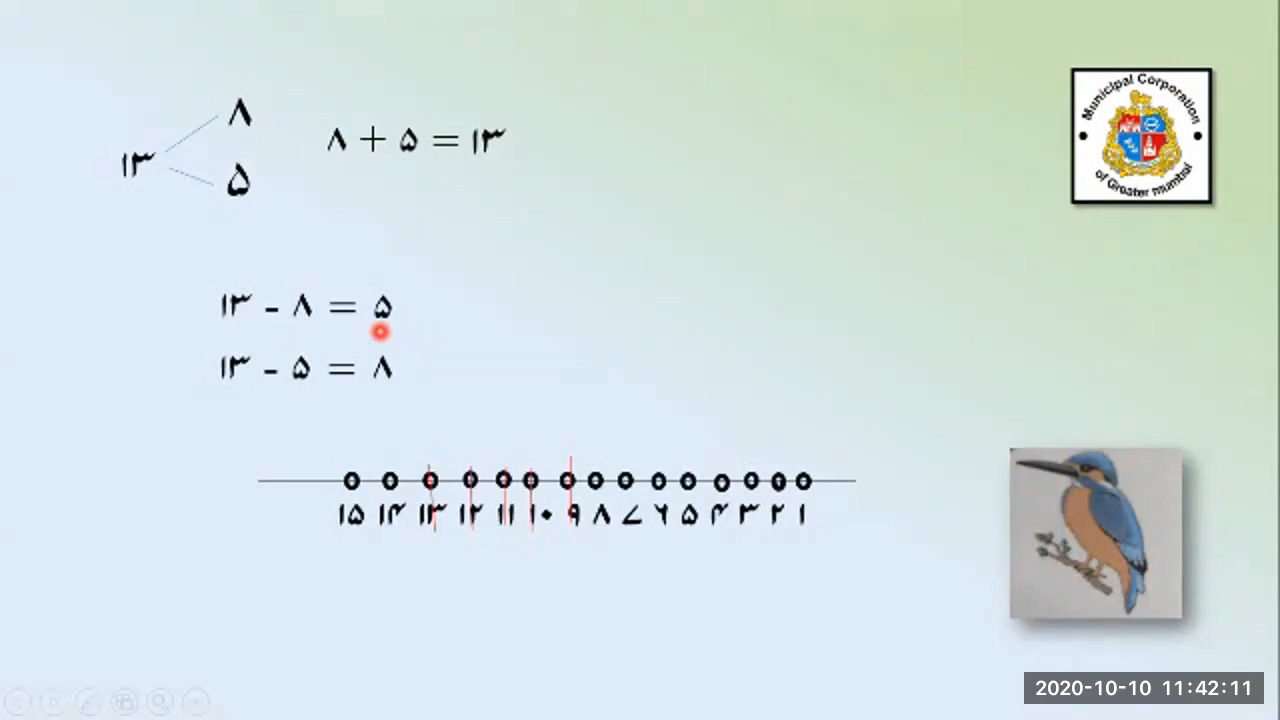 ۸
۱۳
۵
۸ + ۵ = ۱۳
Municipal Corporation
of Greater mumbai
۱۳ - ۸ = ۵
۱۳ - ۵ = ۸
۱۵ ۱۴ ۱۳ ۱۲ ۱۱ ۱۰ ۹ ۸ ۷ ۶ ۵ ۴ ۳ ۲ ۱
2020-10-10 11:42:11